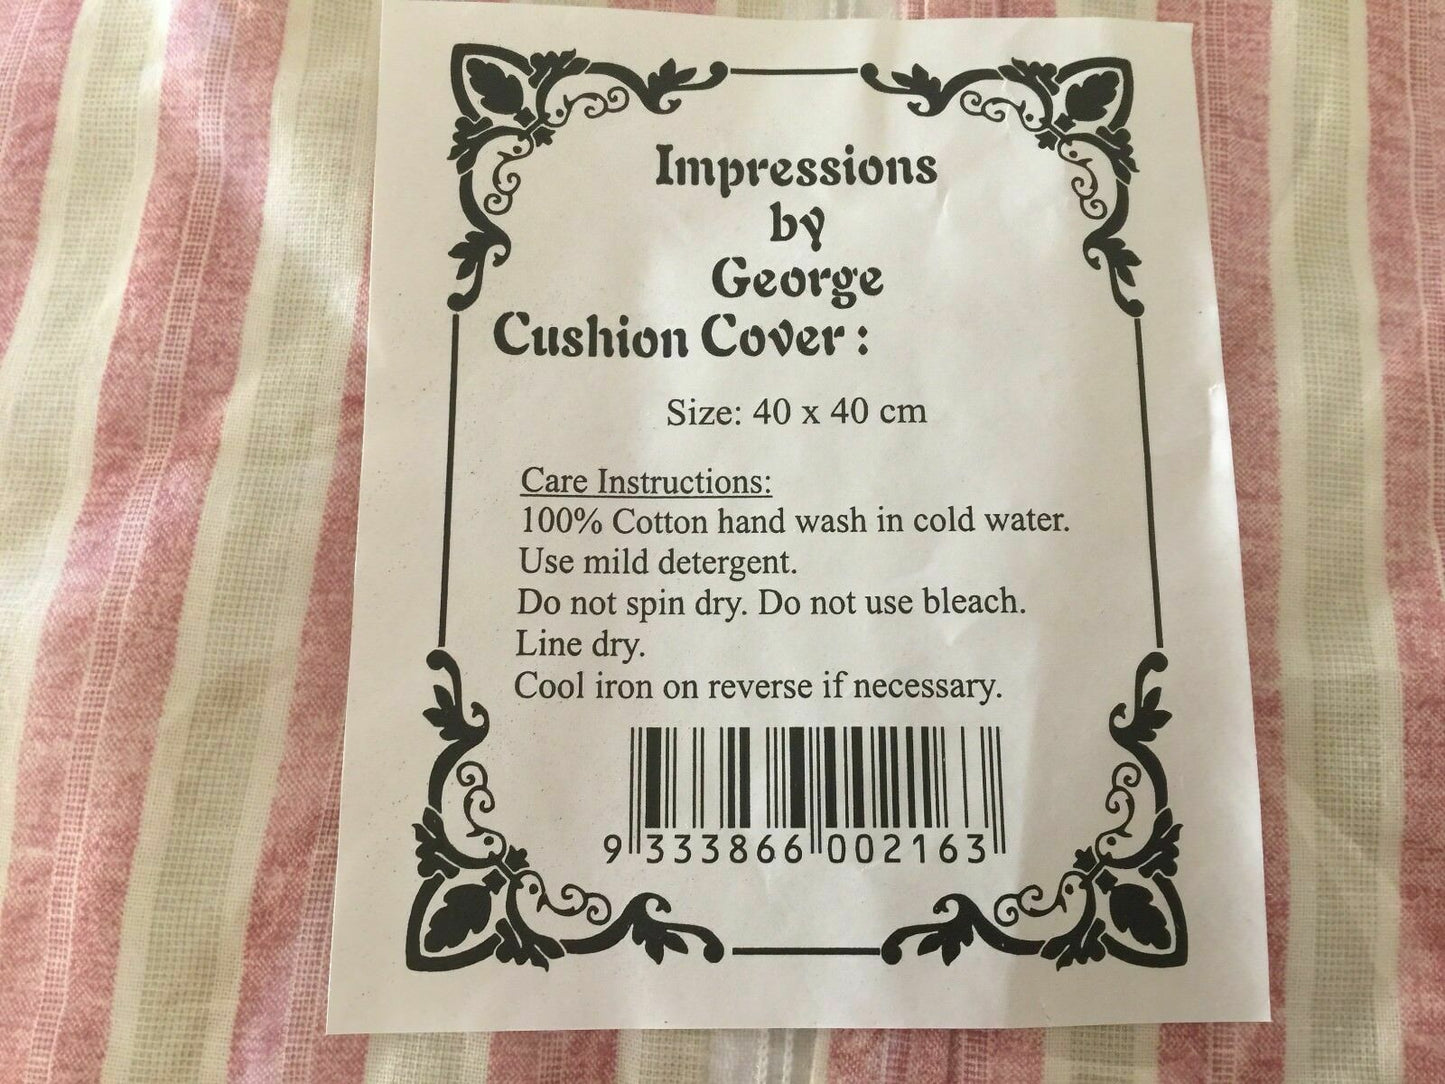 Impressions
by
George
Cushion Cover :
Size: 40 x 40 cm
Care Instructions:
100% Cotton hand wash in cold water.
Use mild detergent.
Do not spin dry. Do not use bleach.
Line dry.
Cool iron on reverse if necessary.
9 333866 002163